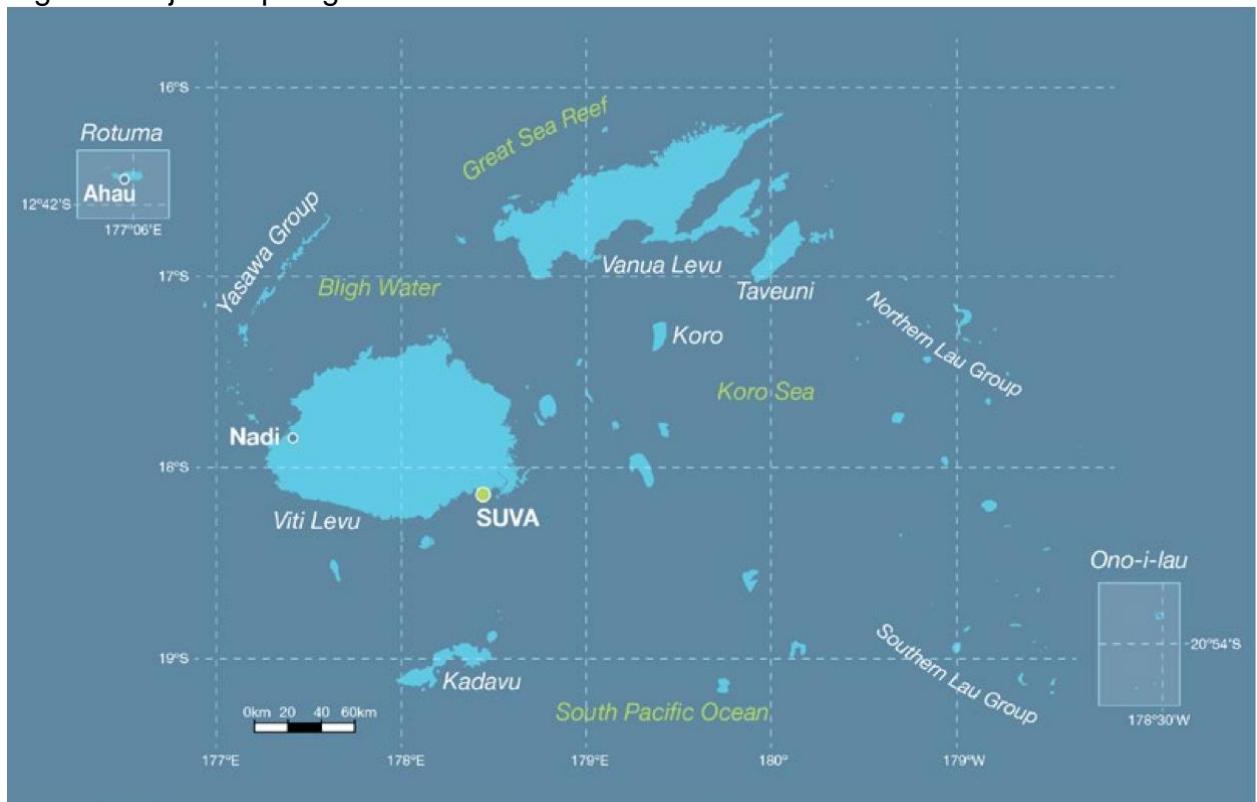 16°S
Great Sea Reef
Rotuma
Ahau
12°42'S
177°06'E
Yasawa Group
17°S
Bligh Water
Vanua Levu
Taveuni
Northern Lau Group
Koro
Koro Sea
Nadi
18°S
Viti Levu
SUVA
Ono-i-lau
20°54'S
178°30'W
19°S
Kadavu
Southern Lau Group
0km 20 40 60km
South Pacific Ocean
177°E
178°E
179°E
180°
179°W